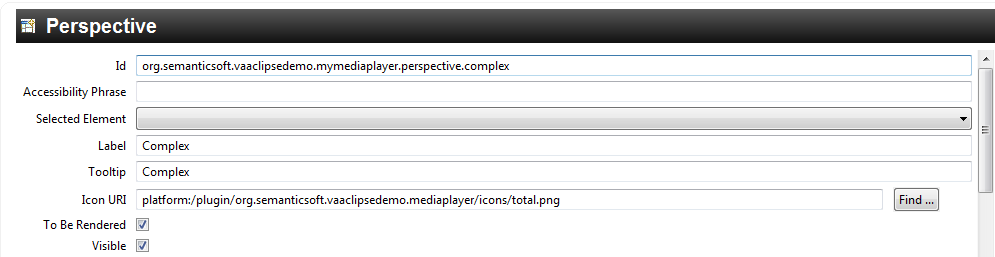 Perspective
Id org.semanticsoft.vaaclipsedemo.mymediaplayer.perspective.complex
Accessibility Phrase
Selected Element
Label Complex
Tooltip Complex
Icon URI platform:/plugin/org.semanticsoft.vaaclipsedemo.mediaplayer/icons/total.png Find ...
To Be Rendered
Visible